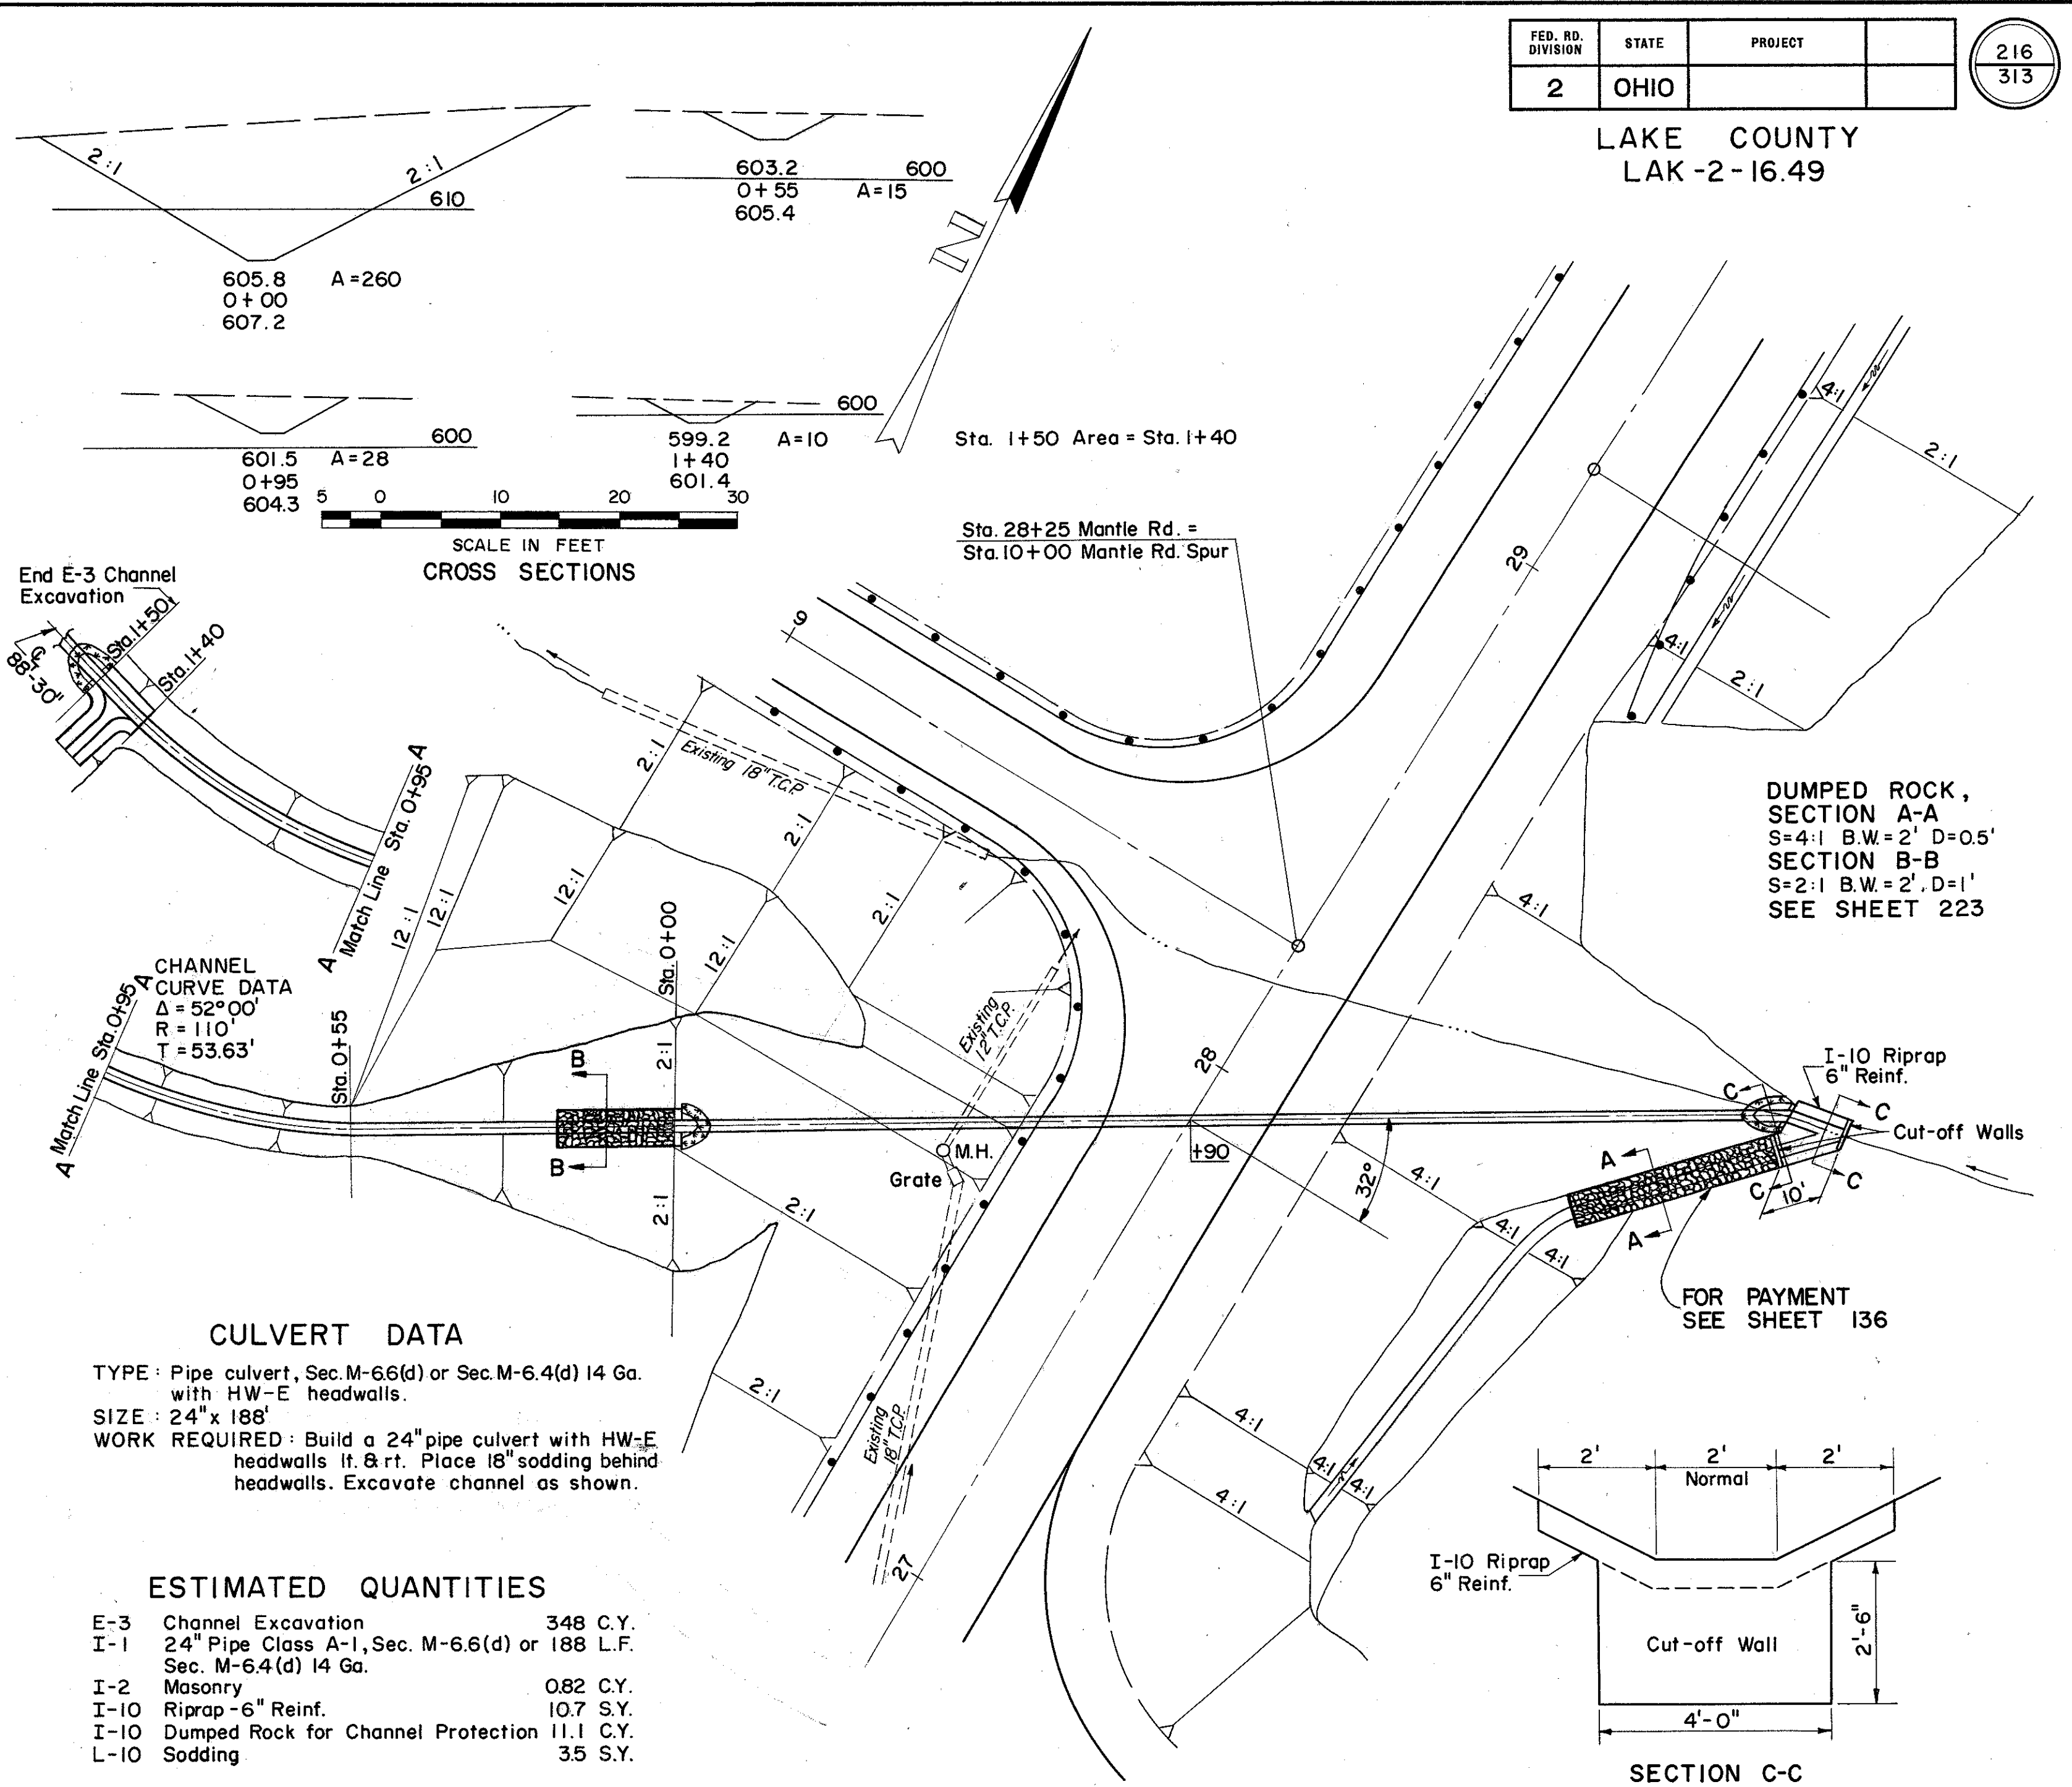 FED. RD. DIVISION STATE PROJECT
2 OHIO
216
313
LAKE COUNTY
LAK-2-16.49
2:1
2:1
610
605.8 A=260
0+00
607.2
603.2 600
0+55 A=15
605.4
600
601.5 A=28
0+95
604.3
600
599.2 A=10
1+40
601.4
Sta. 1+50 Area = Sta. 1+40
N
5 0 10 20 30
SCALE IN FEET
CROSS SECTIONS
Sta. 28+25 Mantle Rd. =
Sta. 10+00 Mantle Rd. Spur
End E-3 Channel
Excavation
Sta. 1+50
Sta. 1+40
88'-30"
A Match Line Sta. 0+95 A
A Match Line Sta. 0+95 A
CHANNEL
CURVE DATA
Δ = 52°00'
R = 110'
T = 53.63'
Sta. 0+55
Sta. 0+00
12:1
12:1
12:1
12:1
2:1
2:1
2:1
2:1
2:1
2:1
2:1
B
B
Existing 18" T.C.P.
Existing
12" T.C.P.
Existing
18" T.C.P.
M.H.
Grate
9
29
28
27
+90
32°
4:1
2:1
4:1
2:1
4:1
4:1
4:1
4:1
4:1
4:1
4:1
4:1
DUMPED ROCK,
SECTION A-A
S=4:1 B.W.=2' D=0.5'
SECTION B-B
S=2:1 B.W.=2', D=1'
SEE SHEET 223
I-10 Riprap
6" Reinf.
C
C
C
C
Cut-off Walls
10'
A
A
FOR PAYMENT
SEE SHEET 136
CULVERT DATA
TYPE: Pipe culvert, Sec. M-6.6(d) or Sec. M-6.4(d) 14 Ga.
with HW-E headwalls.
SIZE: 24" x 188'
WORK REQUIRED: Build a 24" pipe culvert with HW-E
headwalls lt. & rt. Place 18" sodding behind
headwalls. Excavate channel as shown.
ESTIMATED QUANTITIES
E-3 Channel Excavation 348 C.Y.
I-1 24" Pipe Class A-1, Sec. M-6.6(d) or 188 L.F.
Sec. M-6.4(d) 14 Ga.
I-2 Masonry 0.82 C.Y.
I-10 Riprap-6" Reinf. 10.7 S.Y.
I-10 Dumped Rock for Channel Protection 11.1 C.Y.
L-10 Sodding 3.5 S.Y.
2' 2' 2'
Normal
I-10 Riprap
6" Reinf.
Cut-off Wall
2'-6"
4'-0"
SECTION C-C